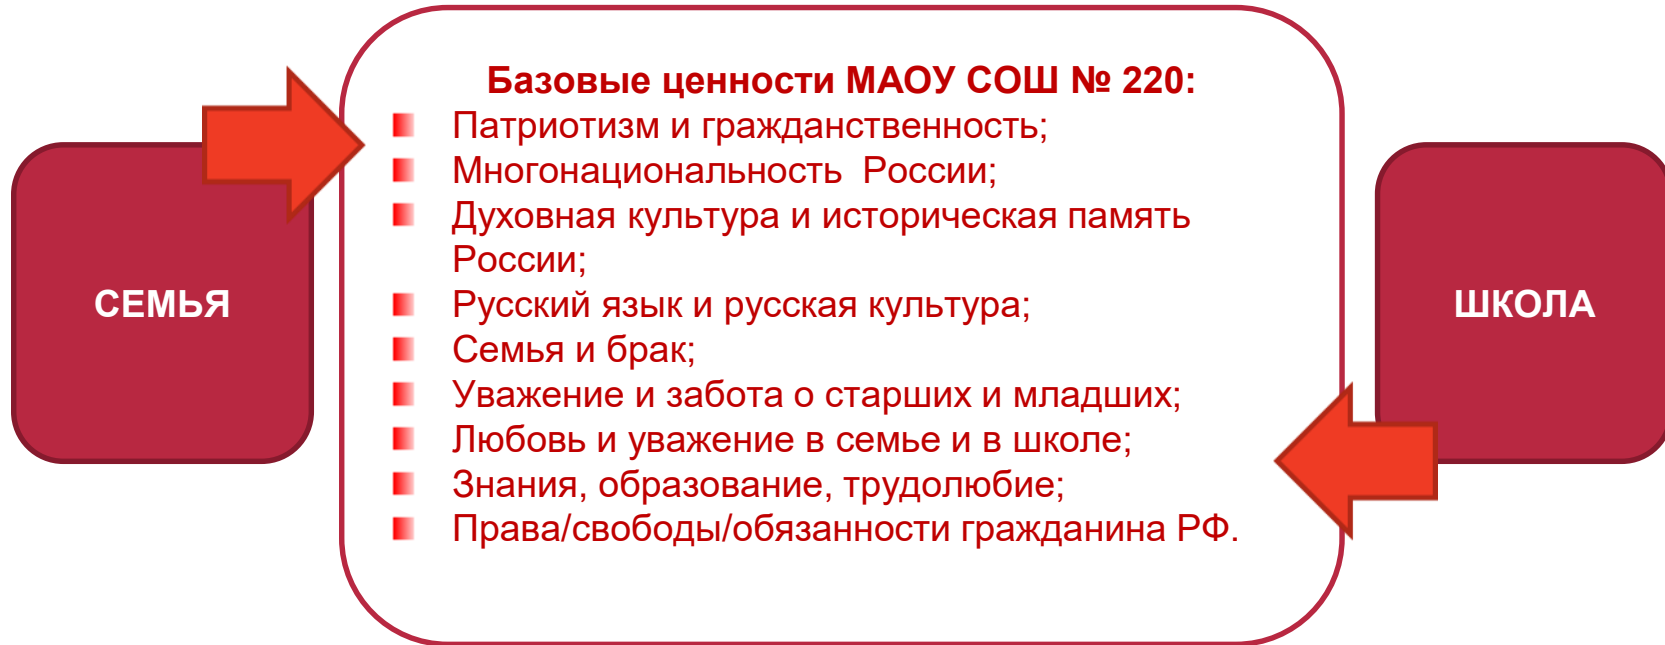 Базовые ценности МАОУ СОШ № 220:
Патриотизм и гражданственность;
Многонациональность России;
Духовная культура и историческая память
России;
Русский язык и русская культура;
Семья и брак;
Уважение и забота о старших и младших;
Любовь и уважение в семье и в школе;
Знания, образование, трудолюбие;
Права/свободы/обязанности гражданина РФ.
СЕМЬЯ
ШКОЛА